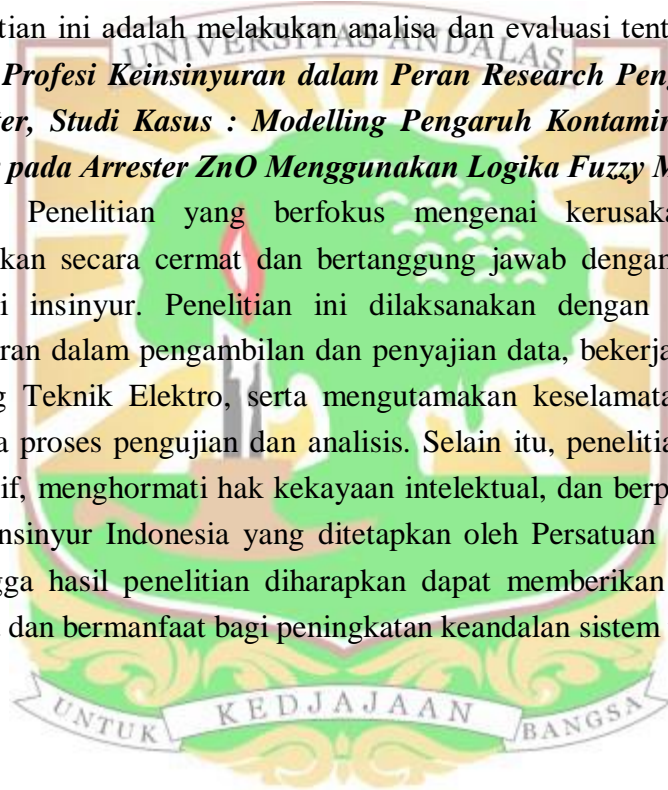 tian ini adalah melakukan analisa dan evaluasi tent
UNIVERSITAS ANDALAS
Profesi Keinsinyuran dalam Peran Research Pen
ter, Studi Kasus : Modelling Pengaruh Kontamin
pada Arrester ZnO Menggunakan Logika Fuzzy M
Penelitian yang berfokus mengenai kerusaka
kan secara cermat dan bertanggung jawab dengan
i insinyur. Penelitian ini dilaksanakan dengan
ran dalam pengambilan dan penyajian data, bekerja
g Teknik Elektro, serta mengutamakan keselamata
a proses pengujian dan analisis. Selain itu, penelitia
if, menghormati hak kekayaan intelektual, dan berp
nsinyur Indonesia yang ditetapkan oleh Persatuan
gga hasil penelitian diharapkan dapat memberikan
dan bermanfaat bagi peningkatan keandalan sistem
UNTUK KEDJAJAAN BANGSA